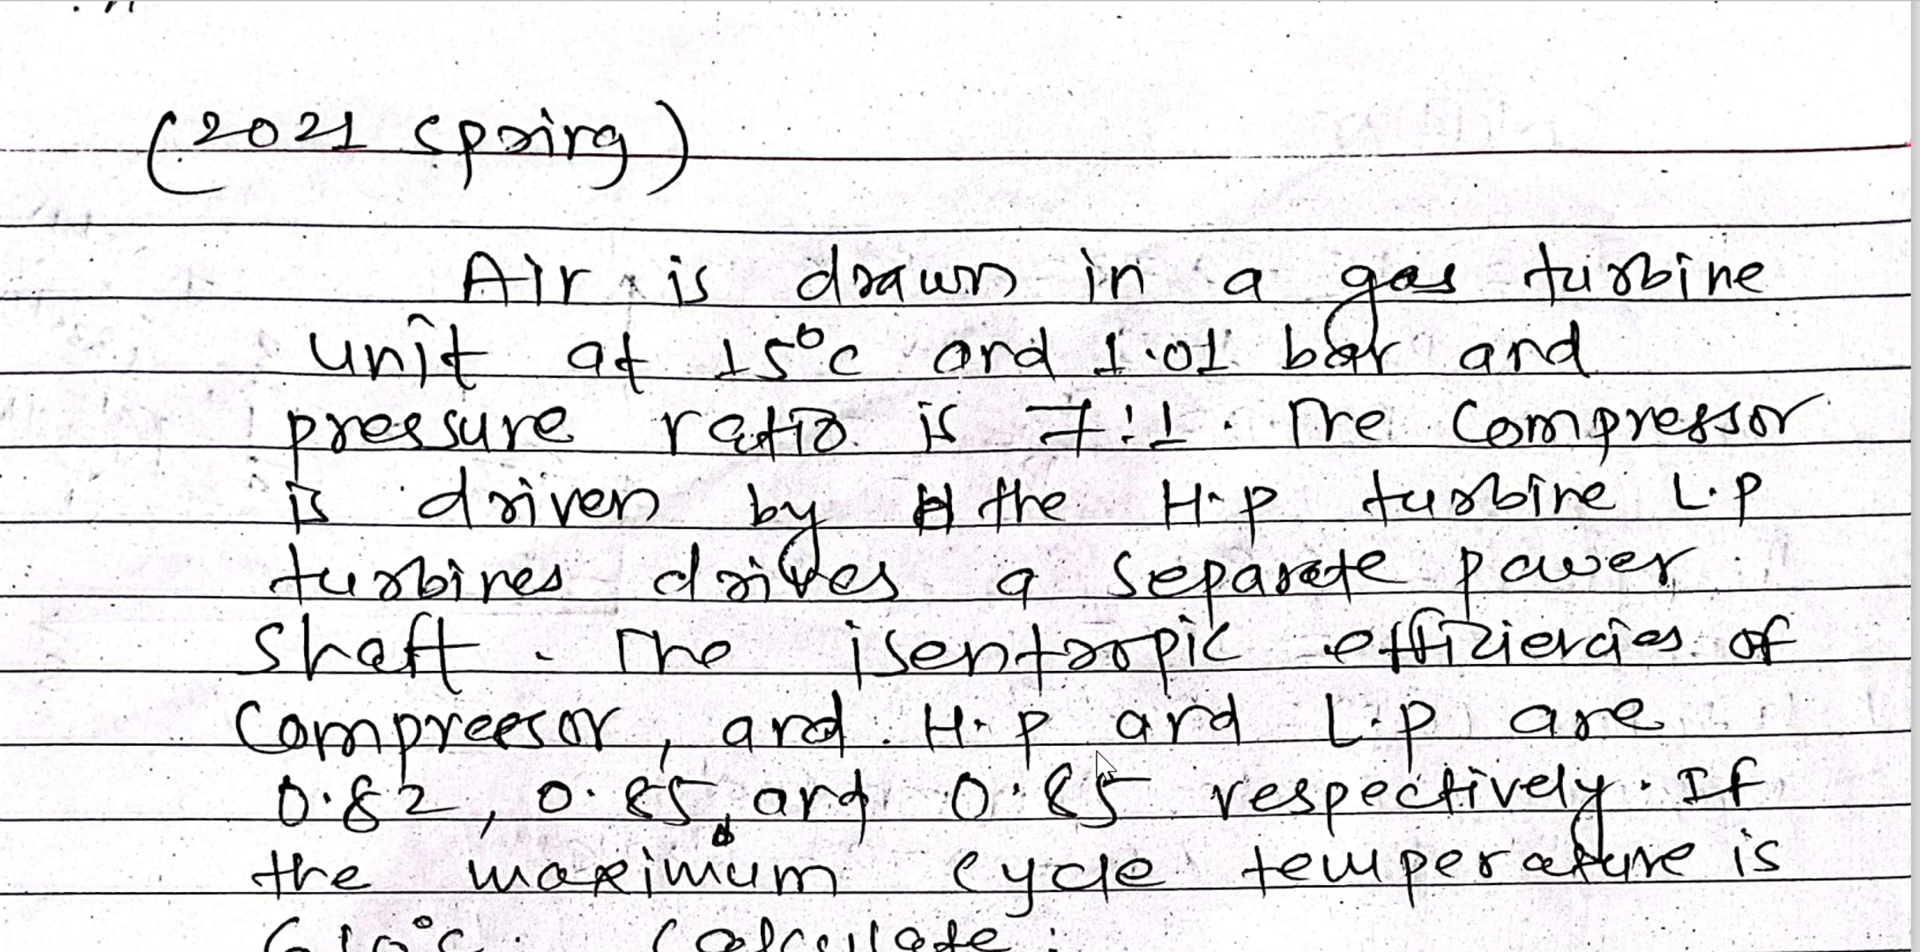 (2021 spring)
Air is drawn in a gas turbine
unit at 15°C and 1.01 bar and
pressure ratio is 7:1. The compressor
is driven by the H.p turbine L.p
turbines drives a separate power
shaft. The isentropic efficiencies of
Compreesor, and H.p and L.p are
0.82, 0.85, and 0.85 respectively. If
the maximum cycle temperature is
Calculate: